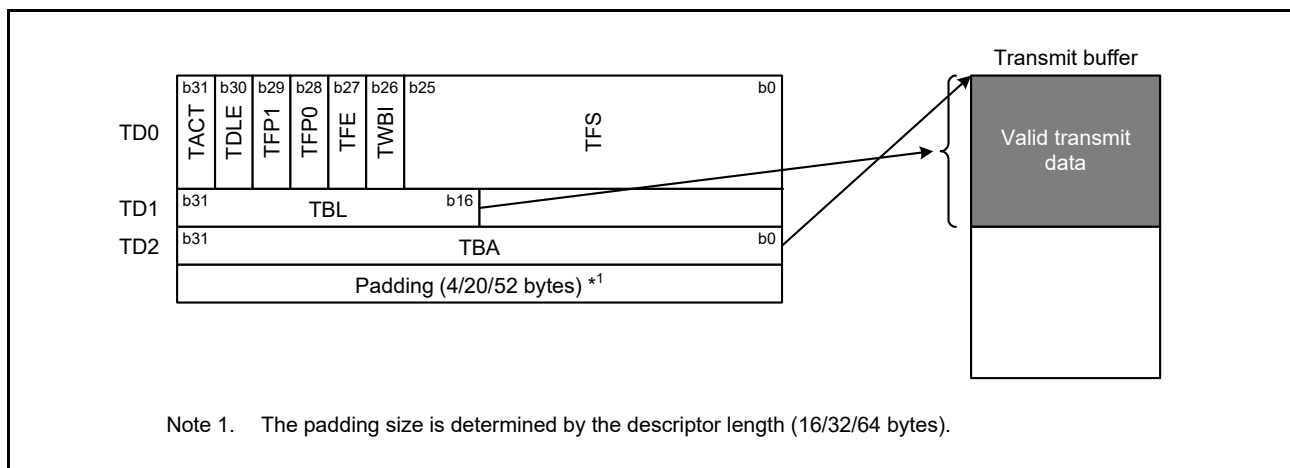 Transmit buffer
b31 b30 b29 b28 b27 b26 b25 b0
TD0 TACT TDLE TFP1 TFP0 TFE TWBI TFS
Valid transmit
data
TD1 b31 TBL b16
TD2 b31 TBA b0
Padding (4/20/52 bytes) *1
Note 1. The padding size is determined by the descriptor length (16/32/64 bytes).